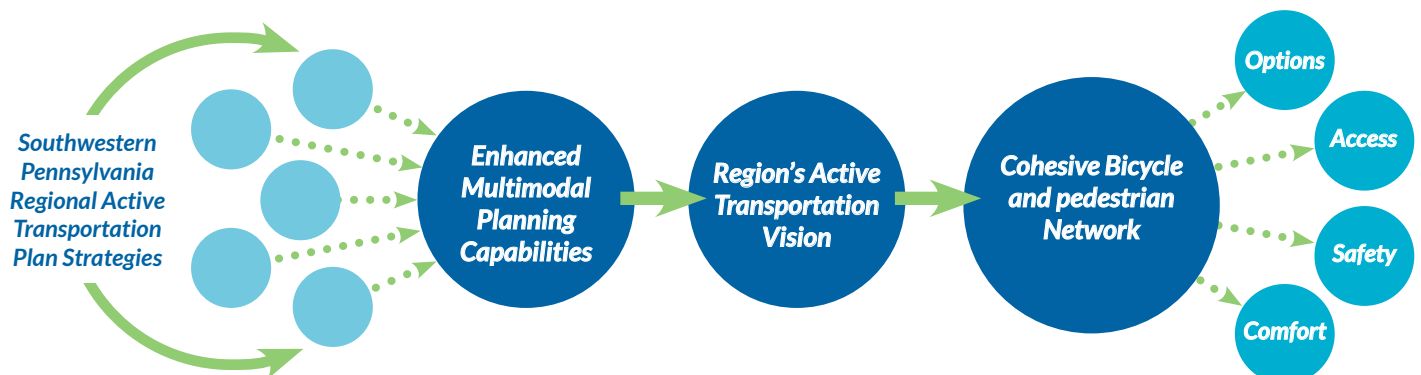 Southwestern
Pennsylvania
Regional Active
Transportation
Plan Strategies
Enhanced
Multimodal
Planning
Capabilities
Region's Active
Transportation
Vision
Cohesive Bicycle
and pedestrian
Network
Options
Access
Safety
Comfort